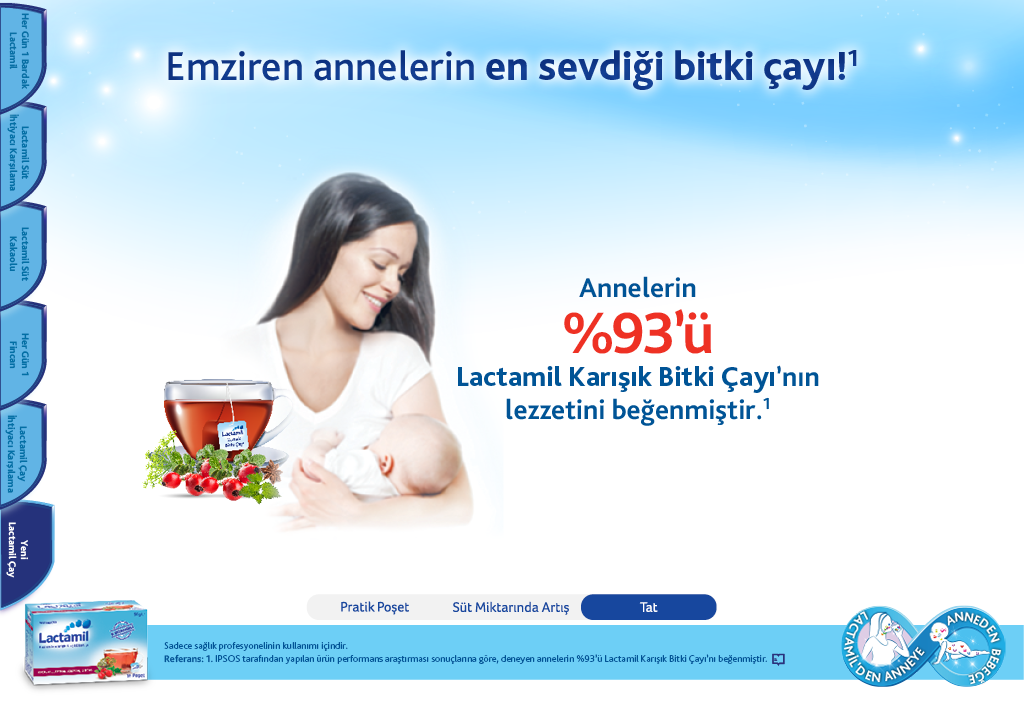 Her Gün 1 Bardak
Lactamil
Lactamil Süt
İhtiyacı Karşılama
Lactamil Süt
Kakaolu
Her Gün 1
Fincan
Lactamil Çay
İhtiyacı Karşılama
Yeni
Lactamil Çay
Emziren annelerin en sevdiği bitki çayı!1
Annelerin
%93'ü
Lactamil Karışık Bitki Çayı'nın
lezzetini beğenmiştir.1
Lactamil
Karışık
Bitki Çayı
Pratik Poşet
Süt Miktarında Artış
Tat
Lactamil
Sadece sağlık profesyonelinin kullanımı içindir.
Referans: 1. IPSOS tarafından yapılan ürün performans araştırması sonuçlarına göre, deneyen annelerin %93'ü Lactamil Karışık Bitki Çayı'nı beğenmiştir.
LACTAMİL'DEN ANNEYE
ANNEDEN BEBEĞE